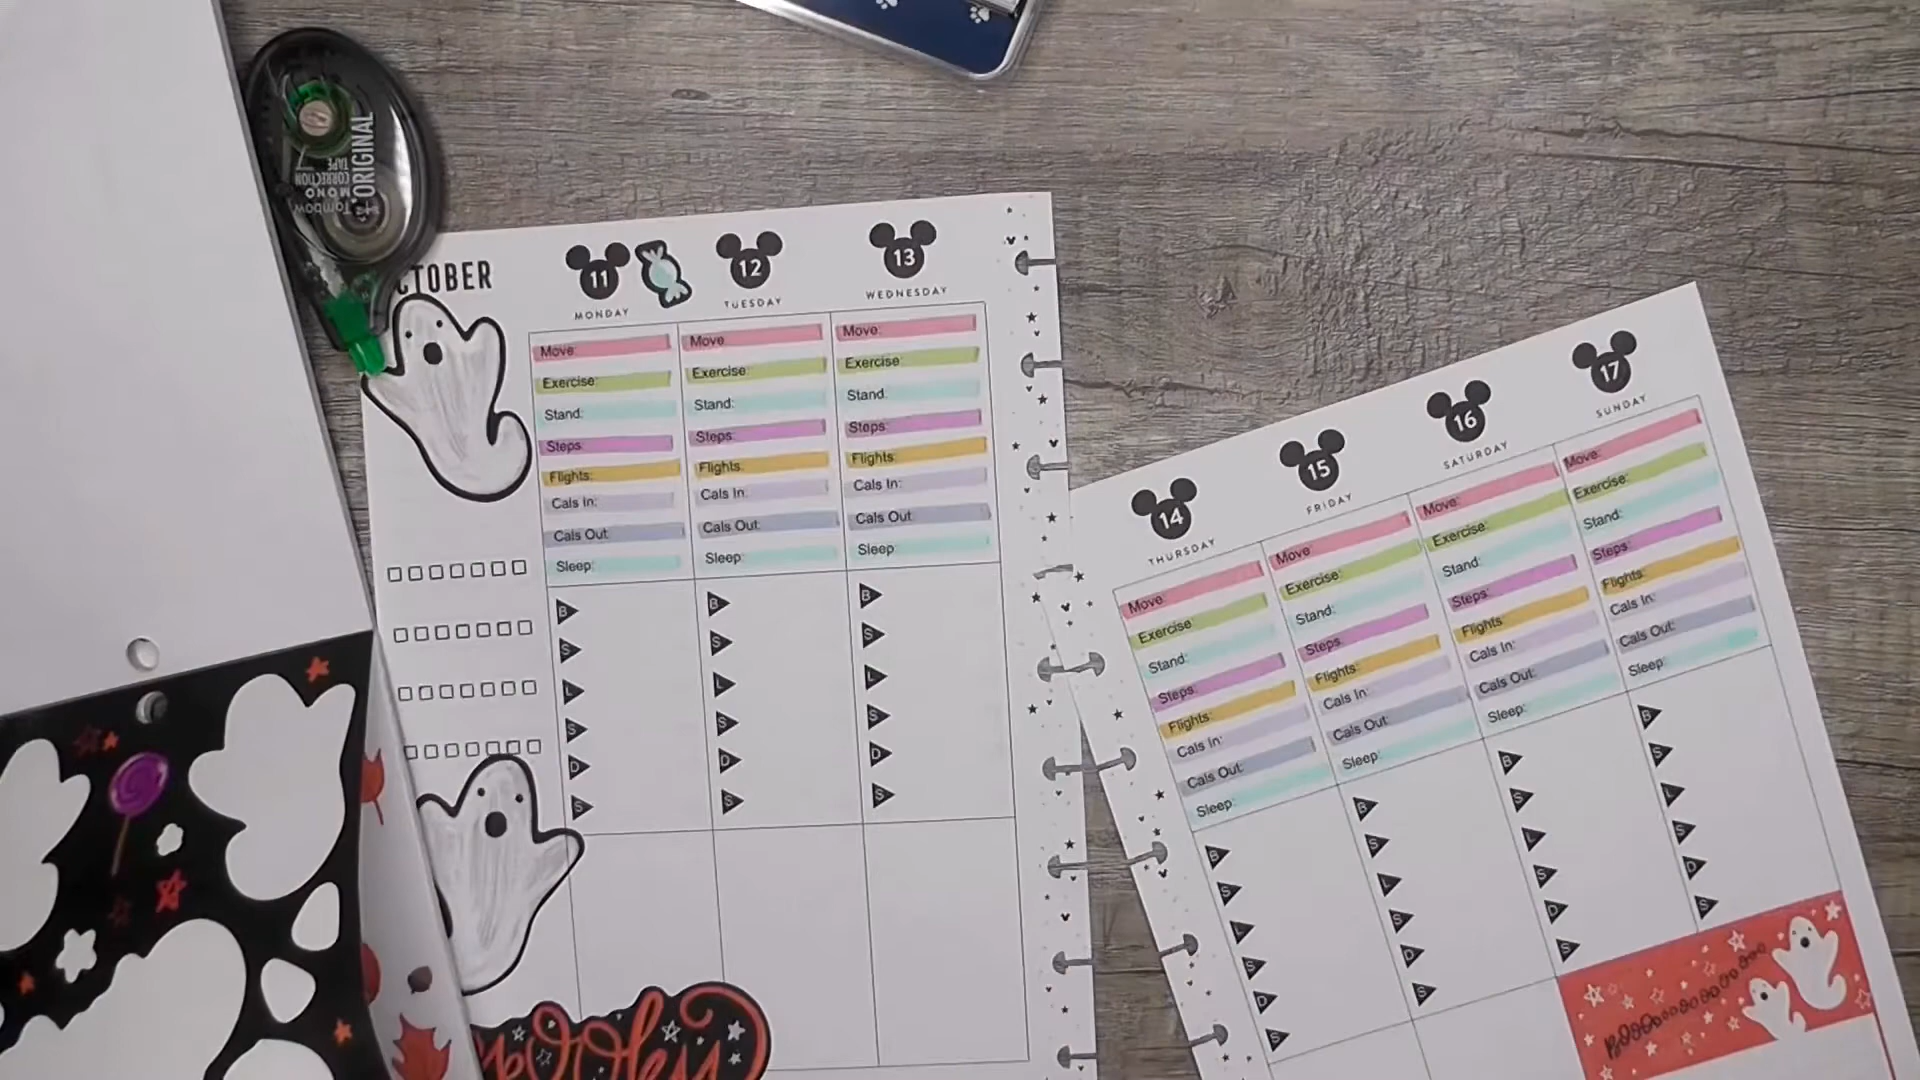 ORIGINAL
CORRECTION TAPE
MONO
Tombow
CTOBER
11
MONDAY
12
TUESDAY
13
WEDNESDAY
Move:
Exercise:
Stand:
Steps:
Flights:
Cals In:
Cals Out:
Sleep:
B
S
L
S
D
S
Move:
Exercise:
Stand:
Steps:
Flights:
Cals In:
Cals Out:
Sleep:
B
S
L
S
D
S
Move:
Exercise:
Stand:
Steps:
Flights:
Cals In:
Cals Out:
Sleep:
B
S
L
S
D
S
14
THURSDAY
15
FRIDAY
16
SATURDAY
17
SUNDAY
Move:
Exercise:
Stand:
Steps:
Flights:
Cals In:
Cals Out:
Sleep:
B
S
L
S
D
S
Move:
Exercise:
Stand:
Steps:
Flights:
Cals In:
Cals Out:
Sleep:
B
S
L
S
D
S
Move:
Exercise:
Stand:
Steps:
Flights:
Cals In:
Cals Out:
Sleep:
B
S
L
S
D
S
Move:
Exercise:
Stand:
Steps:
Flights:
Cals In:
Cals Out:
Sleep:
B
S
L
S
D
S